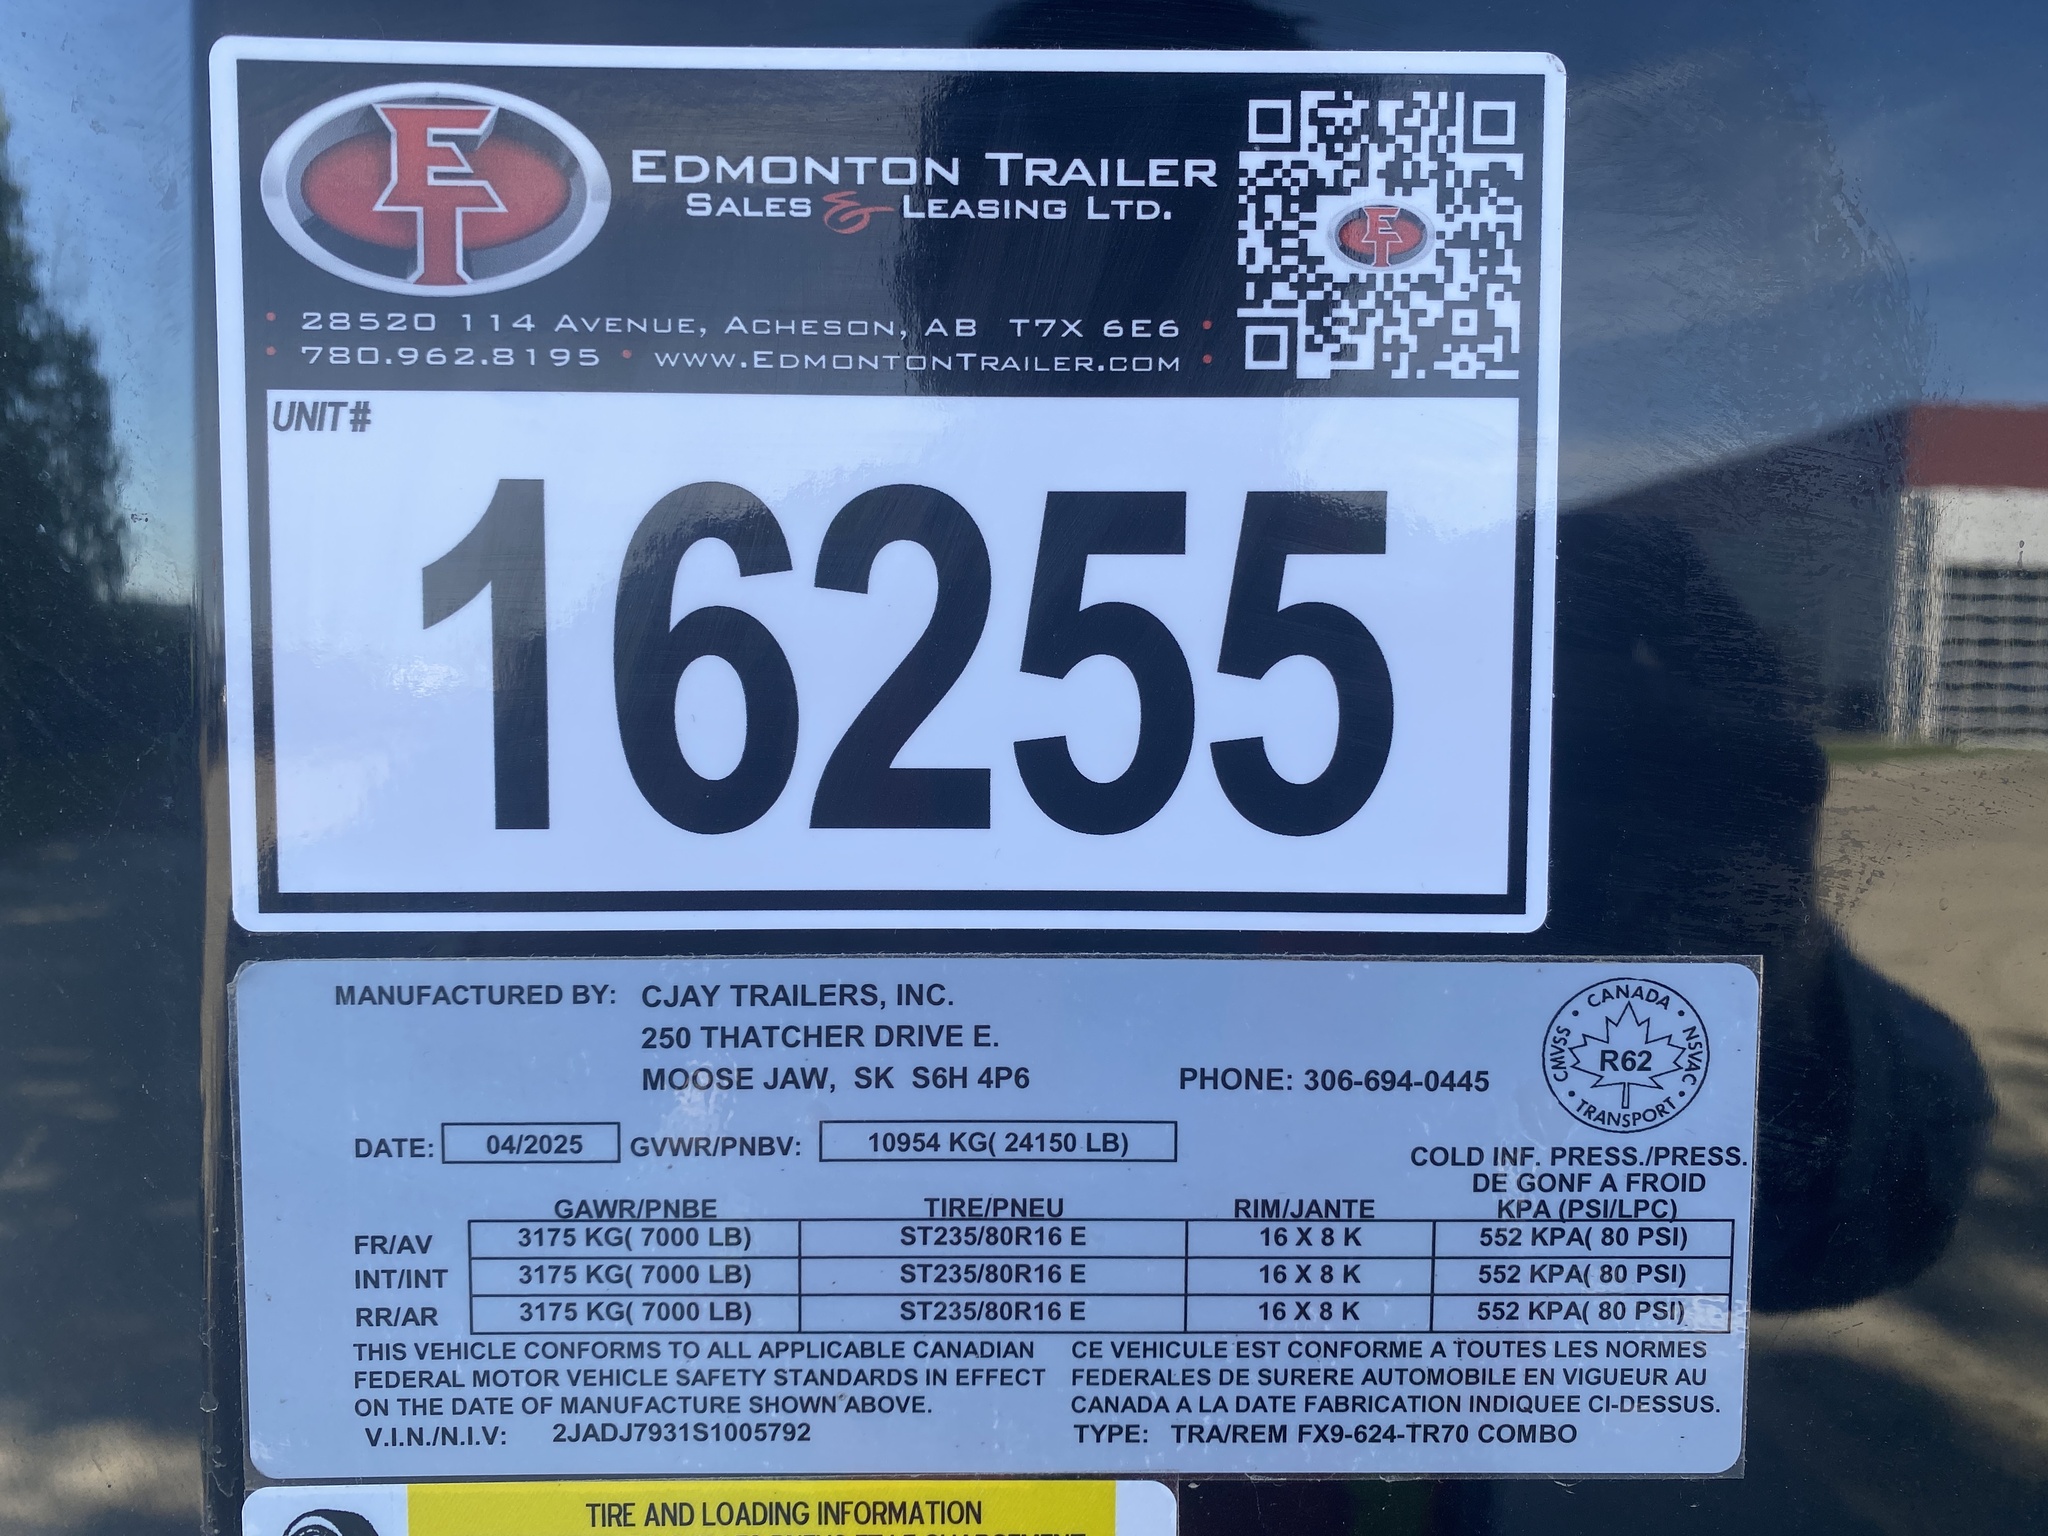 ET
EDMONTON TRAILER
SALES & LEASING LTD.
ET
• 28520 114 AVENUE, ACHESON, AB T7X 6E6 •
• 780.962.8195 • WWW.EDMONTONTRAILER.COM •
UNIT#
16255
MANUFACTURED BY: CJAY TRAILERS, INC.
250 THATCHER DRIVE E.
MOOSE JAW, SK S6H 4P6 PHONE: 306-694-0445
• CANADA • NSVAC • TRANSPORT • CMVSS
R62
DATE: 04/2025 GVWR/PNBV: 10954 KG( 24150 LB)
COLD INF. PRESS./PRESS.
DE GONF A FROID
GAWR/PNBE TIRE/PNEU RIM/JANTE KPA (PSI/LPC)
FR/AV 3175 KG( 7000 LB) ST235/80R16 E 16 X 8 K 552 KPA( 80 PSI)
INT/INT 3175 KG( 7000 LB) ST235/80R16 E 16 X 8 K 552 KPA( 80 PSI)
RR/AR 3175 KG( 7000 LB) ST235/80R16 E 16 X 8 K 552 KPA( 80 PSI)
THIS VEHICLE CONFORMS TO ALL APPLICABLE CANADIAN
FEDERAL MOTOR VEHICLE SAFETY STANDARDS IN EFFECT
ON THE DATE OF MANUFACTURE SHOWN ABOVE.
CE VEHICULE EST CONFORME A TOUTES LES NORMES
FEDERALES DE SURERE AUTOMOBILE EN VIGUEUR AU
CANADA A LA DATE FABRICATION INDIQUEE CI-DESSUS.
V.I.N./N.I.V: 2JADJ7931S1005792
TYPE: TRA/REM FX9-624-TR70 COMBO
TIRE AND LOADING INFORMATION